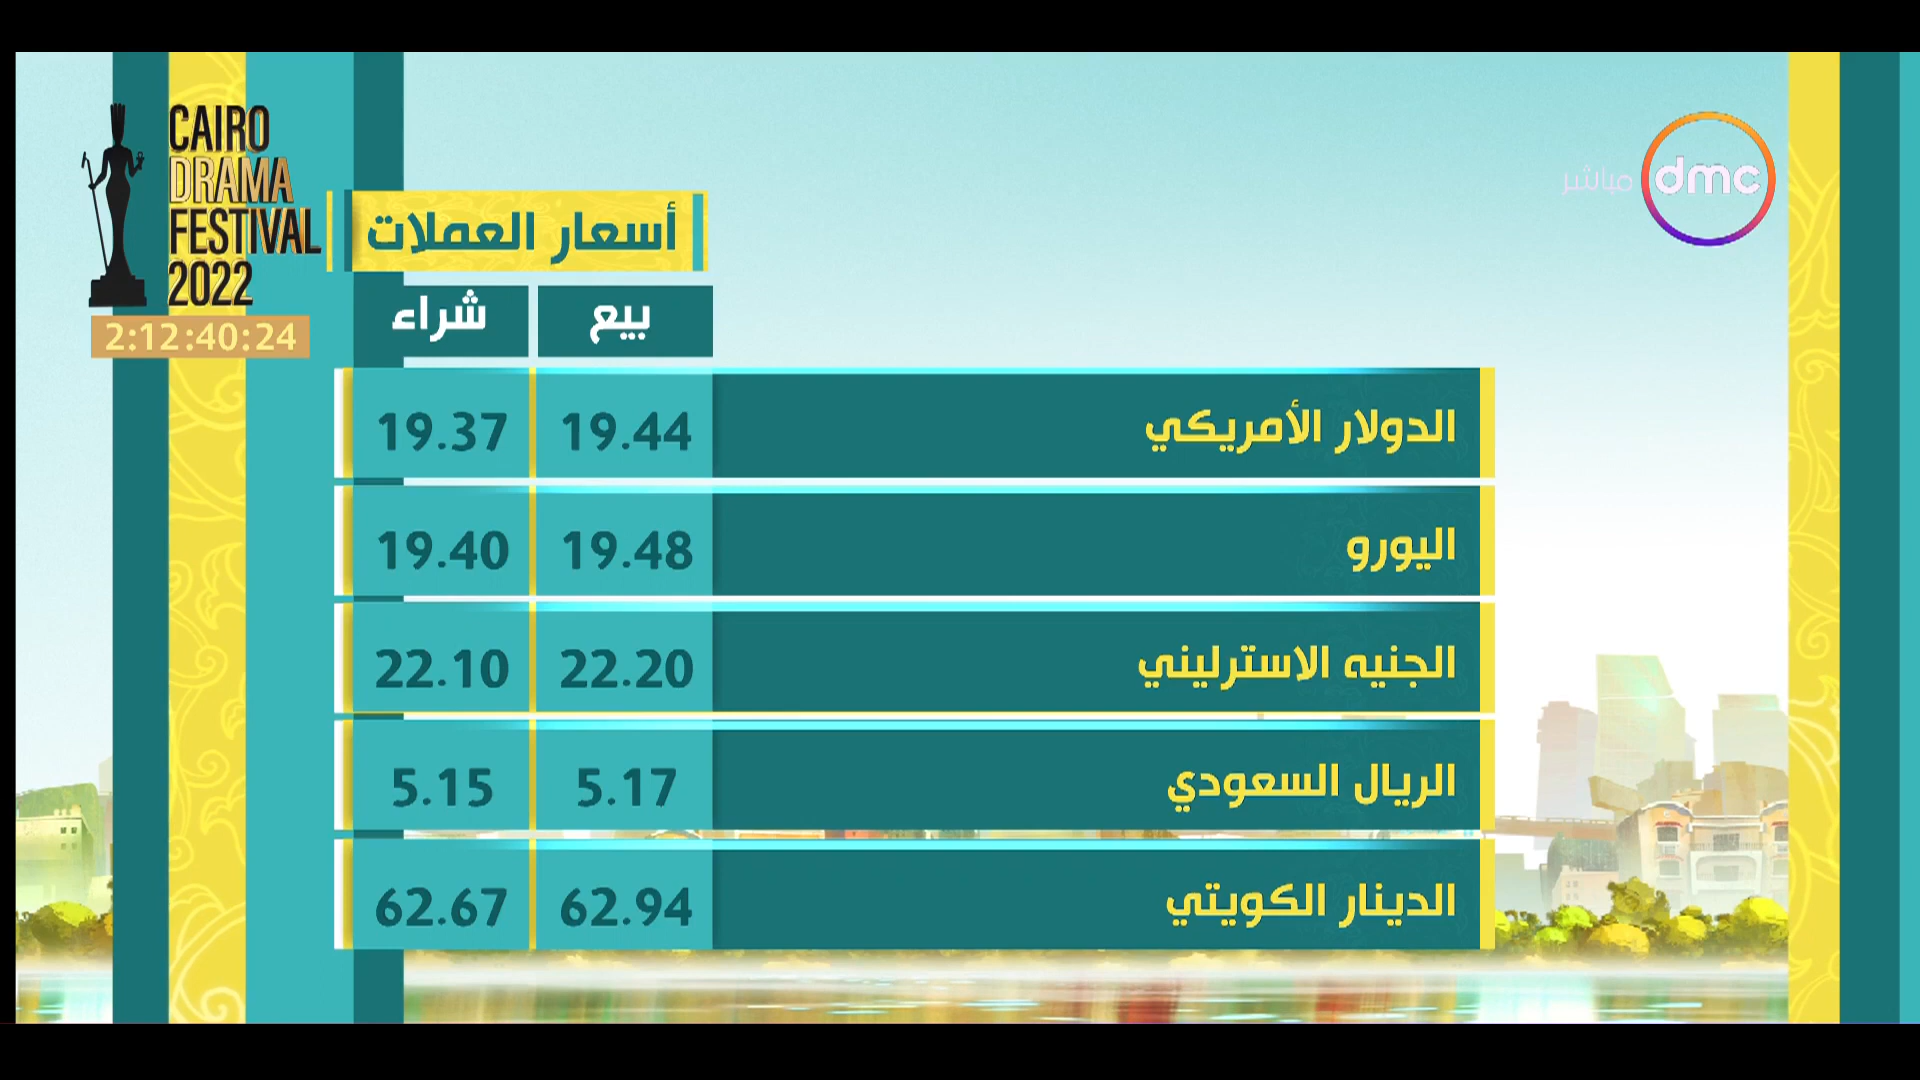 CAIRO
DRAMA
FESTIVAL
2022
2:12:40:24
dmc مباشر
أسعار العملات
بيع شراء
الدولار الأمريكي 19.44 19.37
اليورو 19.48 19.40
الجنيه الاسترليني 22.20 22.10
الريال السعودي 5.17 5.15
الدينار الكويتي 62.94 62.67